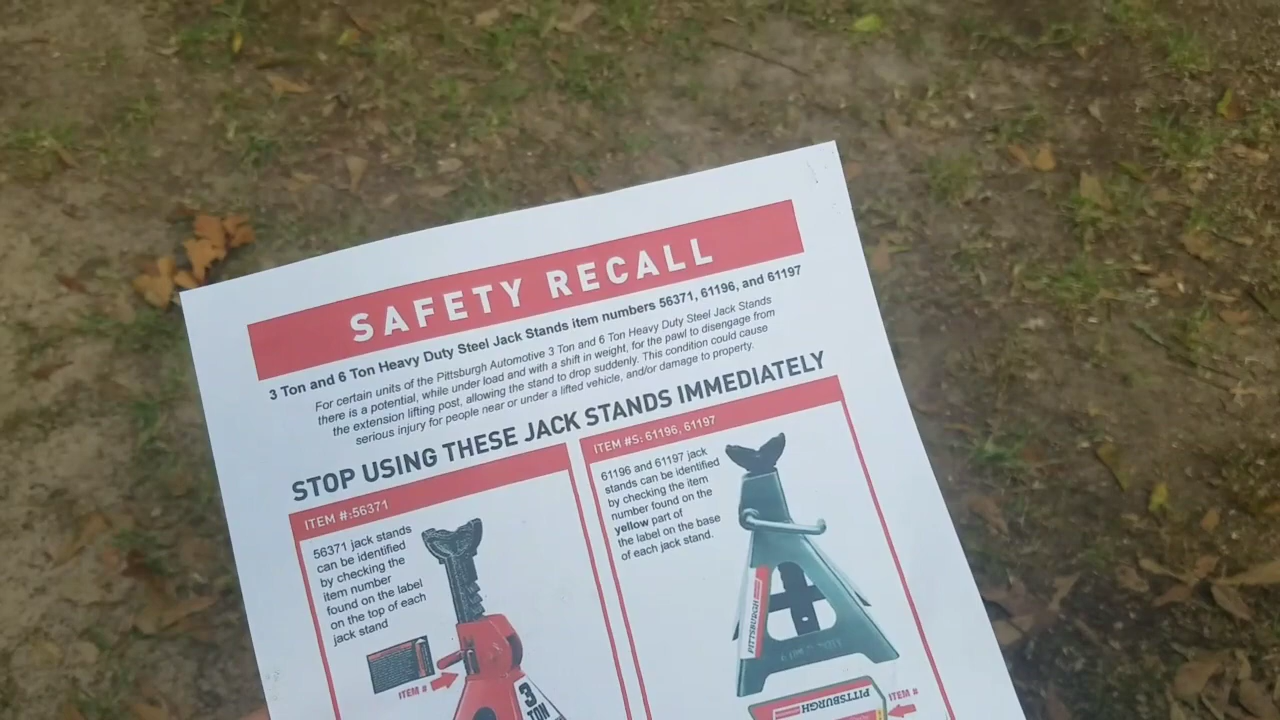 SAFETY RECALL
3 Ton and 6 Ton Heavy Duty Steel Jack Stands item numbers 56371, 61196, and 61197
For certain units of the Pittsburgh Automotive 3 Ton and 6 Ton Heavy Duty Steel Jack Stands
there is a potential, while under load and with a shift in weight, for the pawl to disengage from
the extension lifting post, allowing the stand to drop suddenly. This condition could cause
serious injury for people near or under a lifted vehicle, and/or damage to property.
STOP USING THESE JACK STANDS IMMEDIATELY
ITEM #:56371
56371 jack stands
can be identified
by checking the
item number
found on the label
on the top of each
jack stand
ITEM #
3
TON
ITEM #S: 61196, 61197
61196 and 61197 jack
stands can be identified
by checking the item
number found on the
yellow part of
the label on the base
of each jack stand.
PITTSBURGH
PITTSBURGH
ITEM #